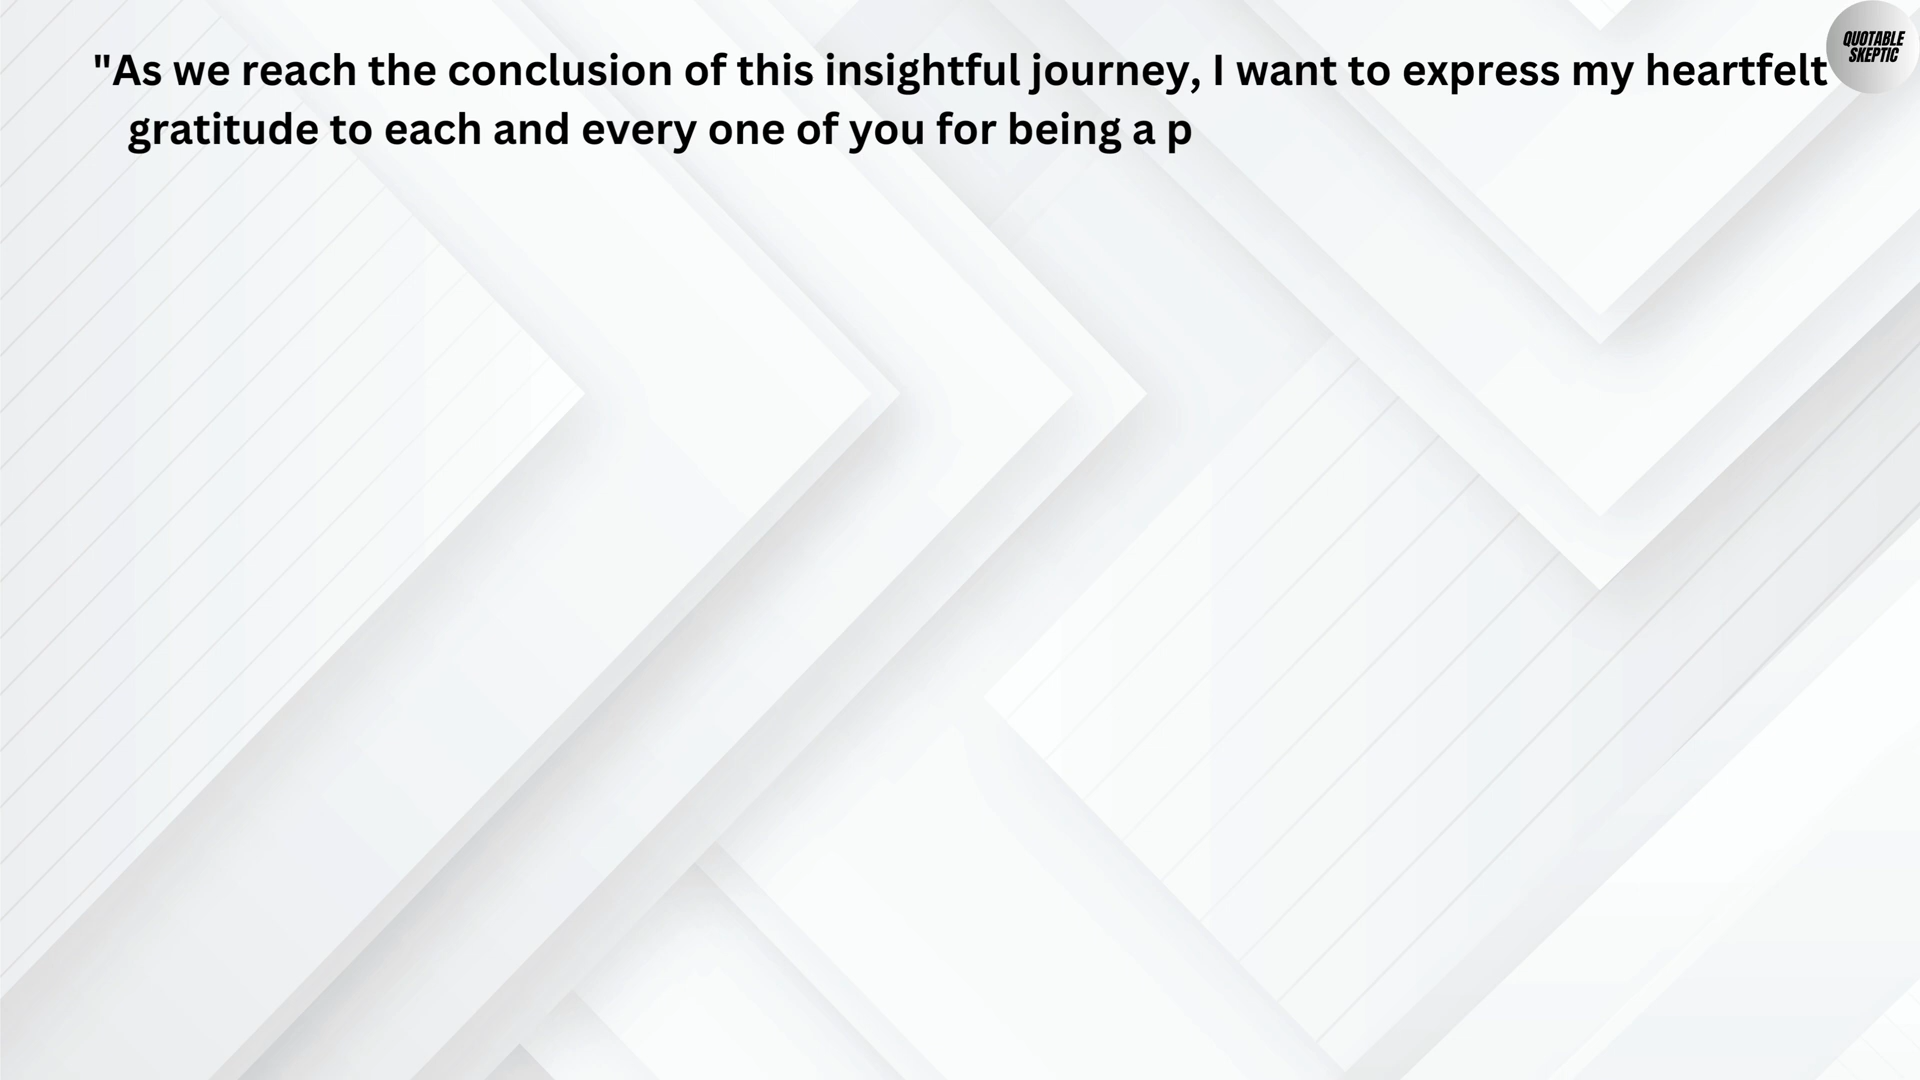 "As we reach the conclusion of this insightful journey, I want to express my heartfelt
gratitude to each and every one of you for being a p
QUOTABLE
SKEPTIC